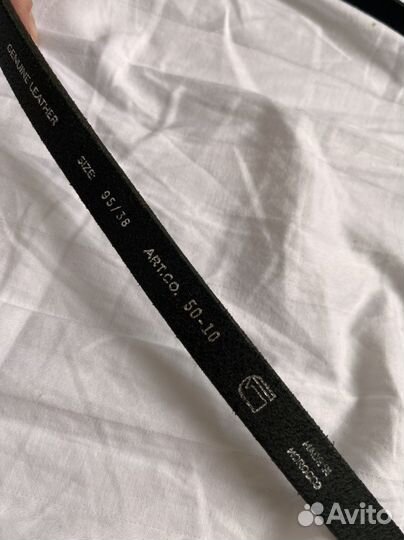 GENUINE LEATHER
SIZE: 95/38
ART.CO. 50-10
MADE IN
MOROCCO
Avito